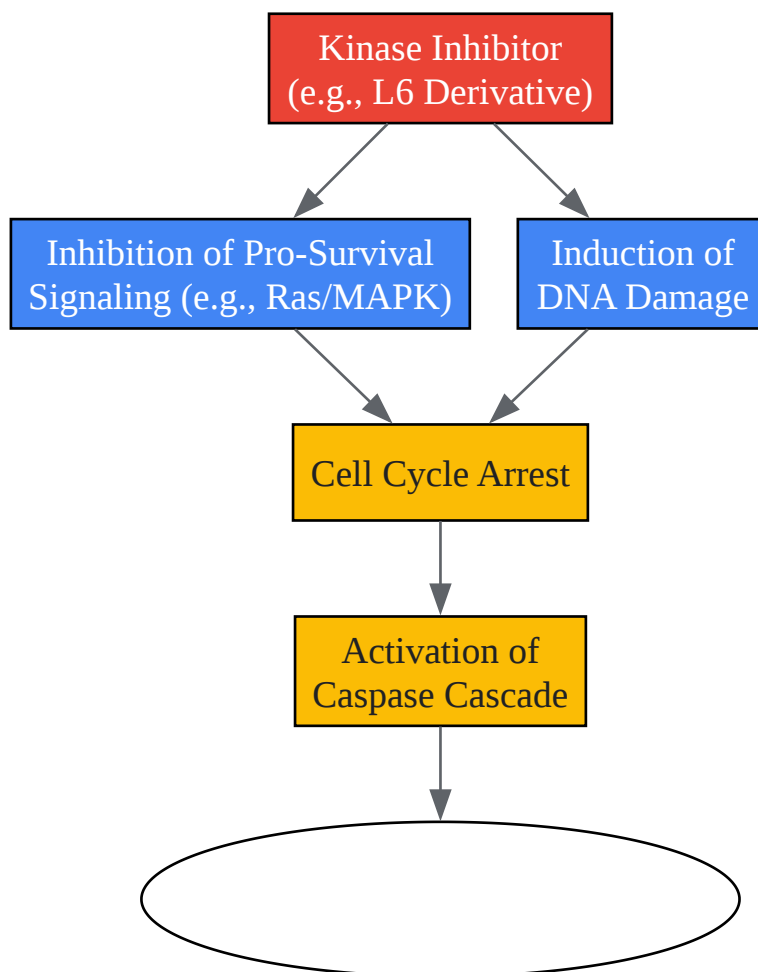 Kinase Inhibitor
(e.g., L6 Derivative)
Inhibition of Pro-Survival
Signaling (e.g., Ras/MAPK)
Induction of
DNA Damage
Cell Cycle Arrest
Activation of
Caspase Cascade